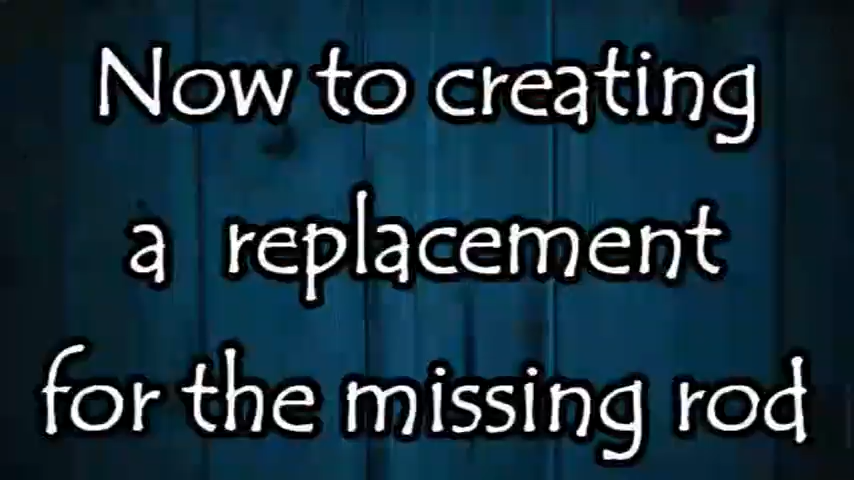 Now to creating
a replacement
for the missing rod